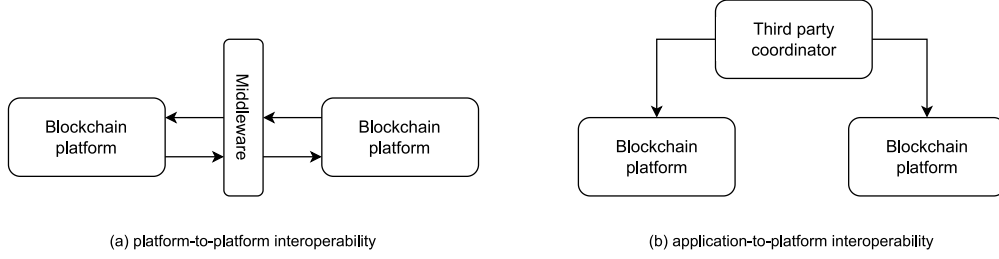 Blockchain
platform
Middleware
Blockchain
platform
(a) platform-to-platform interoperability
Third party
coordinator
Blockchain
platform
Blockchain
platform
(b) application-to-platform interoperability